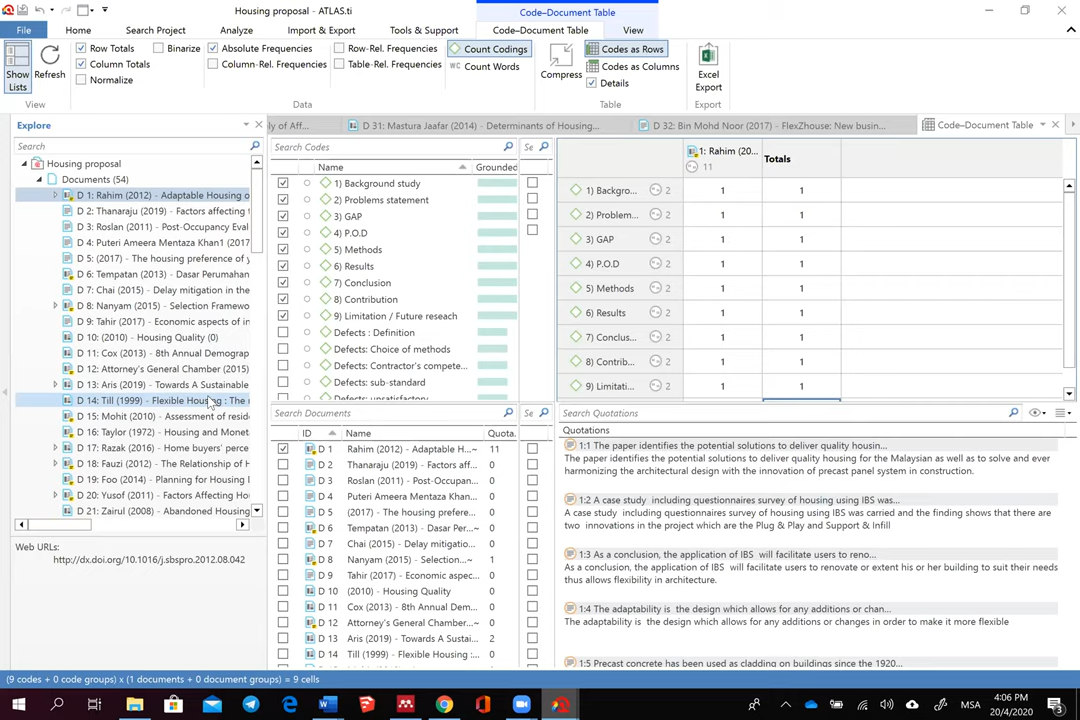 Housing proposal - ATLAS.ti
Code–Document Table
File
Home
Search Project
Analyze
Import & Export
Tools & Support
Code–Document Table
View
Show Lists
Refresh
Row Totals
Binarize
Column Totals
Normalize
Absolute Frequencies
Row-Rel. Frequencies
Column-Rel. Frequencies
Table-Rel. Frequencies
Count Codings
WC Count Words
Compress
Codes as Rows
Codes as Columns
Details
Excel Export
View
Data
Table
Export
Explore
ly of Aff...
D 31: Mastura Jaafar (2014) - Determinants of Housing...
D 32: Bin Mohd Noor (2017) - FlexZhouse: New busin...
Code–Document Table
Search
Housing proposal
Documents (54)
D 1: Rahim (2012) - Adaptable Housing o
D 2: Thanaraju (2019) - Factors affecting t
D 3: Roslan (2011) - Post-Occupancy Eval
D 4: Puteri Ameera Mentaza Khan1 (2017
D 5: (2017) - The housing preference of y
D 6: Tempatan (2013) - Dasar Perumahan
D 7: Chai (2015) - Delay mitigation in the
D 8: Nanyam (2015) - Selection Framewo
D 9: Tahir (2017) - Economic aspects of in
D 10: (2010) - Housing Quality (0)
D 11: Cox (2013) - 8th Annual Demograp
D 12: Attorney's General Chamber (2015)
D 13: Aris (2019) - Towards A Sustainable
D 14: Till (1999) - Flexible Housing : The
D 15: Mohit (2010) - Assessment of resid
D 16: Taylor (1972) - Housing and Monet
D 17: Razak (2016) - Home buyers' perce
D 18: Fauzi (2012) - The Relationship of H
D 19: Foo (2014) - Planning for Housing I
D 20: Yusof (2011) - Factors Affecting Ho
D 21: Zairul (2008) - Abandoned Housing
Web URLs:
http://dx.doi.org/10.1016/j.sbspro.2012.08.042
Search Codes
Se
Name
Grounded
1) Background study
2) Problems statement
3) GAP
4) P.O.D
5) Methods
6) Results
7) Conclusion
8) Contribution
9) Limitation / Future reseach
Defects : Definition
Defects: Choice of methods
Defects: Contractor's compete...
Defects: sub-standard
Defects: unsatisfactory
1: Rahim (20...
11
Totals
1) Backgro... 2 1 1
2) Problem... 2 1 1
3) GAP 2 1 1
4) P.O.D 2 1 1
5) Methods 2 1 1
6) Results 2 1 1
7) Conclus... 2 1 1
8) Contrib... 2 1 1
9) Limitati... 2 1 1
Search Documents
Se
ID Name Quota.
D 1 Rahim (2012) - Adaptable H...~ 11
D 2 Thanaraju (2019) - Factors aff... 0
D 3 Roslan (2011) - Post-Occupan... 0
D 4 Puteri Ameera Mentaza Khan... 0
D 5 (2017) - The housing prefere... 0
D 6 Tempatan (2013) - Dasar Per...~ 0
D 7 Chai (2015) - Delay mitigatio... 0
D 8 Nanyam (2015) - Selection...~ 1
D 9 Tahir (2017) - Economic aspec... 0
D 10 (2010) - Housing Quality 0
D 11 Cox (2013) - 8th Annual Dem... 0
D 12 Attorney's General Chamber...~ 0
D 13 Aris (2019) - Towards A Sustai... 2
D 14 Till (1999) - Flexible Housing :... 0
Search Quotations
Quotations
1:1 The paper identifies the potential solutions to deliver quality housin...
The paper identifies the potential solutions to deliver quality housing for the Malaysian as well as to solve and ever
harmonizing the architectural design with the innovation of precast panel system in construction.
1:2 A case study including questionnaires survey of housing using IBS was...
A case study including questionnaires survey of housing using IBS was carried and the finding shows that there are
two innovations in the project which are the Plug & Play and Support & Infill
1:3 As a conclusion, the application of IBS will facilitate users to reno...
As a conclusion, the application of IBS will facilitate users to renovate or extent his or her building to suit their needs
thus allows flexibility in architecture.
1:4 The adaptability is the design which allows for any additions or chan...
The adaptability is the design which allows for any additions or changes in order to make it more flexible
1:5 Precast concrete has been used as cladding on buildings since the 1920...
(9 codes + 0 code groups) x (1 documents + 0 document groups) = 9 cells
MSA
4:06 PM
20/4/2020
3